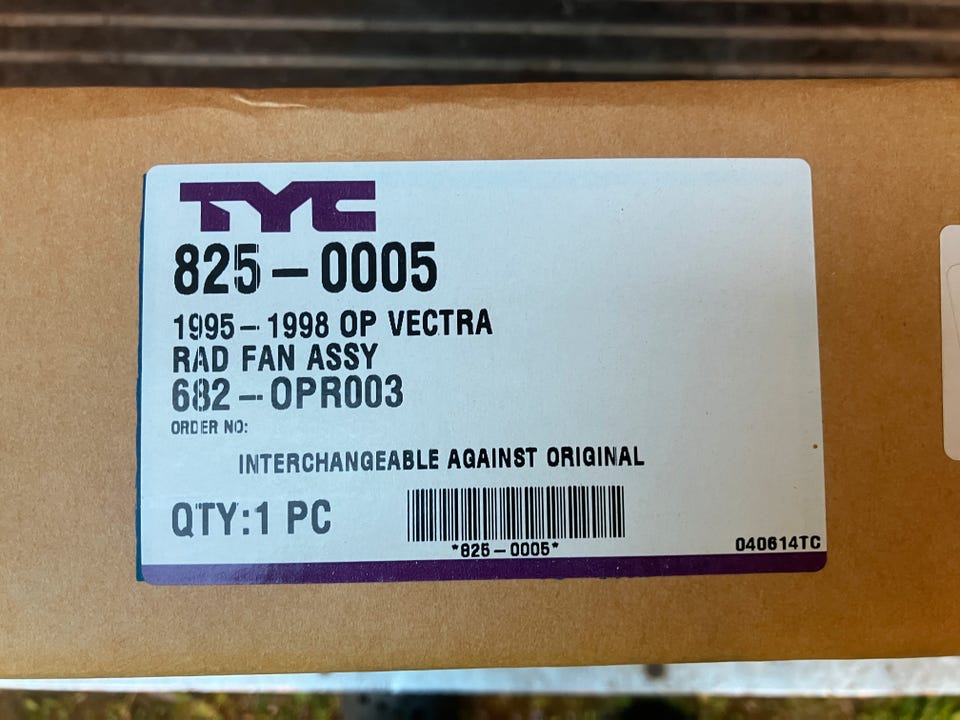 TYC
825-0005
1995-1998 OP VECTRA
RAD FAN ASSY
682-OPR003
ORDER NO:
INTERCHANGEABLE AGAINST ORIGINAL
QTY:1 PC
*825-0005*
040614TC